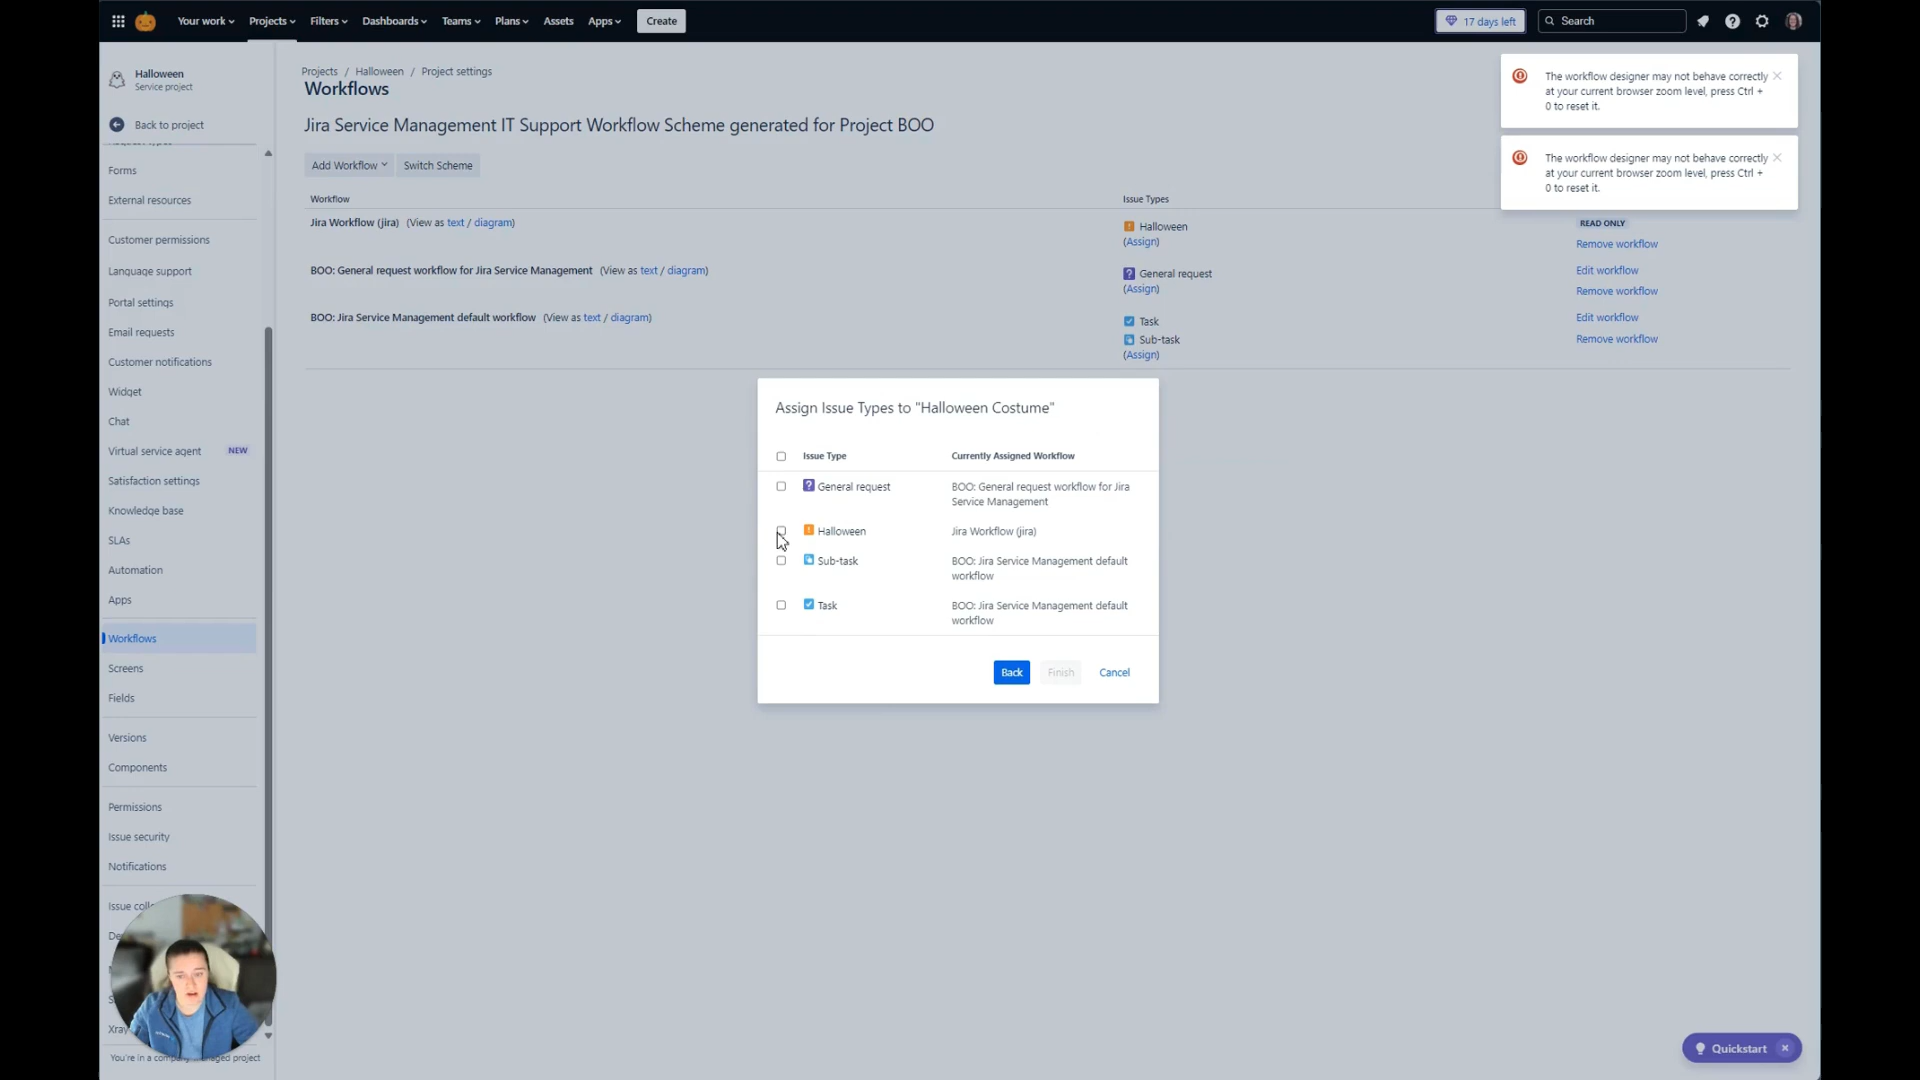 Your work
Projects
Filters
Dashboards
Teams
Plans
Assets
Apps
Create
17 days left
Search
Halloween
Service project
Back to project
Forms
External resources
Customer permissions
Language support
Portal settings
Email requests
Customer notifications
Widget
Chat
Virtual service agent NEW
Satisfaction settings
Knowledge base
SLAs
Automation
Apps
Workflows
Screens
Fields
Versions
Components
Permissions
Issue security
Notifications
Issue coll
De
Xray
You're in a company-managed project
Projects / Halloween / Project settings
Workflows
Jira Service Management IT Support Workflow Scheme generated for Project BOO
Add Workflow
Switch Scheme
Workflow
Issue Types
Jira Workflow (jira) (View as text / diagram)
Halloween
(Assign)
READ ONLY
Remove workflow
BOO: General request workflow for Jira Service Management (View as text / diagram)
General request
(Assign)
Edit workflow
Remove workflow
BOO: Jira Service Management default workflow (View as text / diagram)
Task
Sub-task
(Assign)
Edit workflow
Remove workflow
The workflow designer may not behave correctly
at your current browser zoom level, press Ctrl +
0 to reset it.
The workflow designer may not behave correctly
at your current browser zoom level, press Ctrl +
0 to reset it.
Assign Issue Types to "Halloween Costume"
Issue Type
Currently Assigned Workflow
General request
BOO: General request workflow for Jira
Service Management
Halloween
Jira Workflow (jira)
Sub-task
BOO: Jira Service Management default
workflow
Task
BOO: Jira Service Management default
workflow
Back
Finish
Cancel
Quickstart